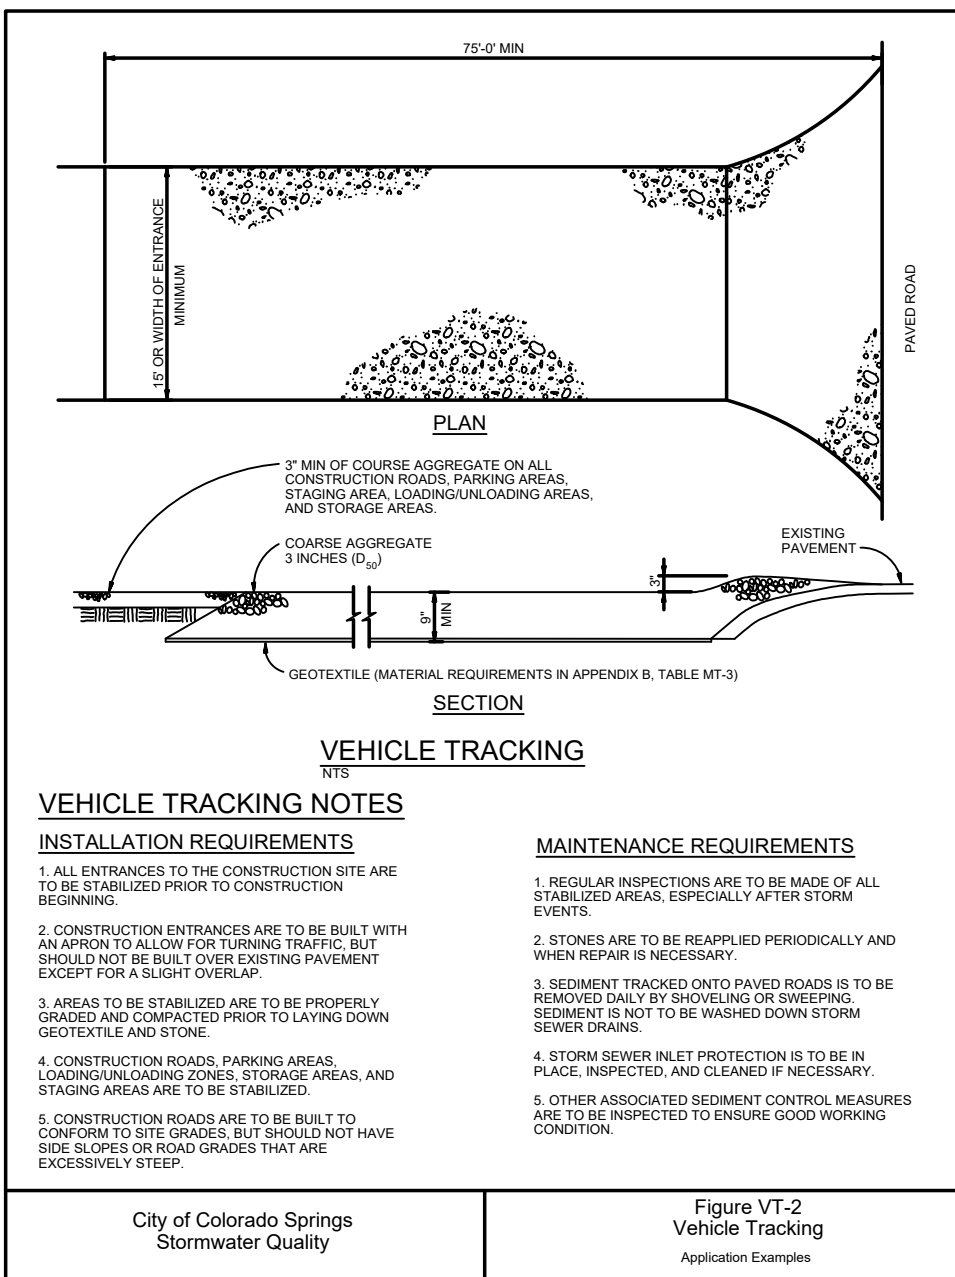 75'-0' MIN
15' OR WIDTH OF ENTRANCE
MINIMUM
PAVED ROAD
PLAN
3" MIN OF COURSE AGGREGATE ON ALL
CONSTRUCTION ROADS, PARKING AREAS,
STAGING AREA, LOADING/UNLOADING AREAS,
AND STORAGE AREAS.
COARSE AGGREGATE
3 INCHES (D50)
EXISTING
PAVEMENT
3"
9"
MIN
GEOTEXTILE (MATERIAL REQUIREMENTS IN APPENDIX B, TABLE MT-3)
SECTION
VEHICLE TRACKING
NTS
VEHICLE TRACKING NOTES
INSTALLATION REQUIREMENTS
1. ALL ENTRANCES TO THE CONSTRUCTION SITE ARE
TO BE STABILIZED PRIOR TO CONSTRUCTION
BEGINNING.
2. CONSTRUCTION ENTRANCES ARE TO BE BUILT WITH
AN APRON TO ALLOW FOR TURNING TRAFFIC, BUT
SHOULD NOT BE BUILT OVER EXISTING PAVEMENT
EXCEPT FOR A SLIGHT OVERLAP.
3. AREAS TO BE STABILIZED ARE TO BE PROPERLY
GRADED AND COMPACTED PRIOR TO LAYING DOWN
GEOTEXTILE AND STONE.
4. CONSTRUCTION ROADS, PARKING AREAS,
LOADING/UNLOADING ZONES, STORAGE AREAS, AND
STAGING AREAS ARE TO BE STABILIZED.
5. CONSTRUCTION ROADS ARE TO BE BUILT TO
CONFORM TO SITE GRADES, BUT SHOULD NOT HAVE
SIDE SLOPES OR ROAD GRADES THAT ARE
EXCESSIVELY STEEP.
MAINTENANCE REQUIREMENTS
1. REGULAR INSPECTIONS ARE TO BE MADE OF ALL
STABILIZED AREAS, ESPECIALLY AFTER STORM
EVENTS.
2. STONES ARE TO BE REAPPLIED PERIODICALLY AND
WHEN REPAIR IS NECESSARY.
3. SEDIMENT TRACKED ONTO PAVED ROADS IS TO BE
REMOVED DAILY BY SHOVELING OR SWEEPING.
SEDIMENT IS NOT TO BE WASHED DOWN STORM
SEWER DRAINS.
4. STORM SEWER INLET PROTECTION IS TO BE IN
PLACE, INSPECTED, AND CLEANED IF NECESSARY.
5. OTHER ASSOCIATED SEDIMENT CONTROL MEASURES
ARE TO BE INSPECTED TO ENSURE GOOD WORKING
CONDITION.
City of Colorado Springs
Stormwater Quality
Figure VT-2
Vehicle Tracking
Application Examples